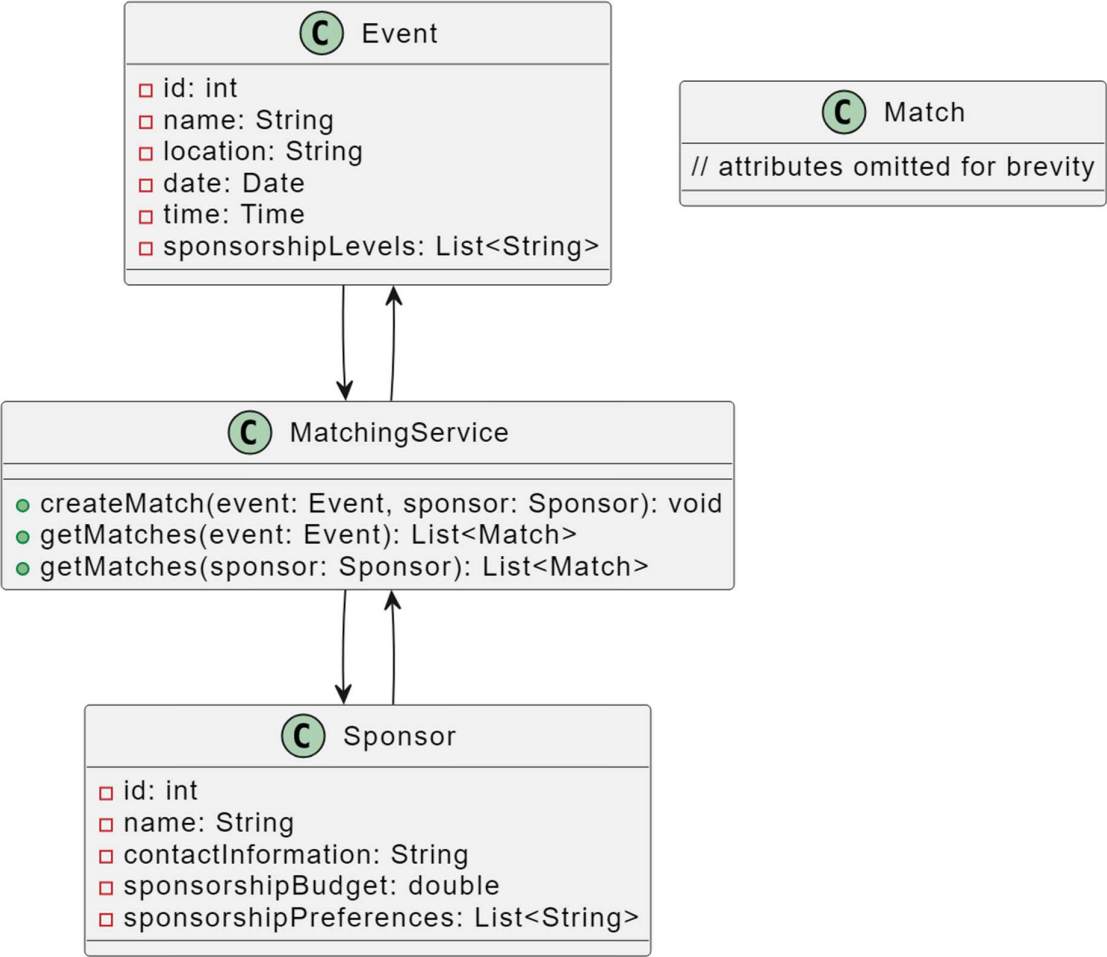 C Event
id: int
name: String
location: String
date: Date
time: Time
sponsorshipLevels: List<String>
C Match
// attributes omitted for brevity
C MatchingService
createMatch(event: Event, sponsor: Sponsor): void
getMatches(event: Event): List<Match>
getMatches(sponsor: Sponsor): List<Match>
C Sponsor
id: int
name: String
contactInformation: String
sponsorshipBudget: double
sponsorshipPreferences: List<String>